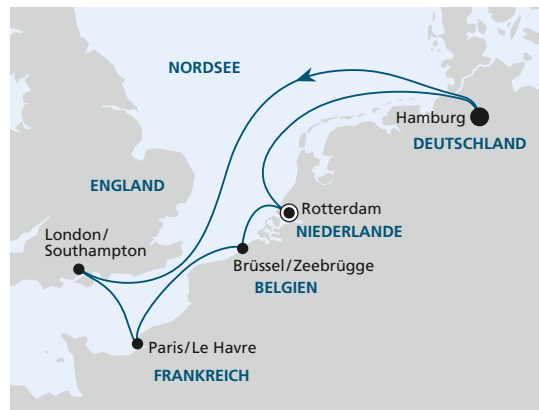 NORDSEE
Hamburg
DEUTSCHLAND
ENGLAND
Rotterdam
NIEDERLANDE
London/
Southampton
Brüssel/Zeebrügge
BELGIEN
Paris/Le Havre
FRANKREICH